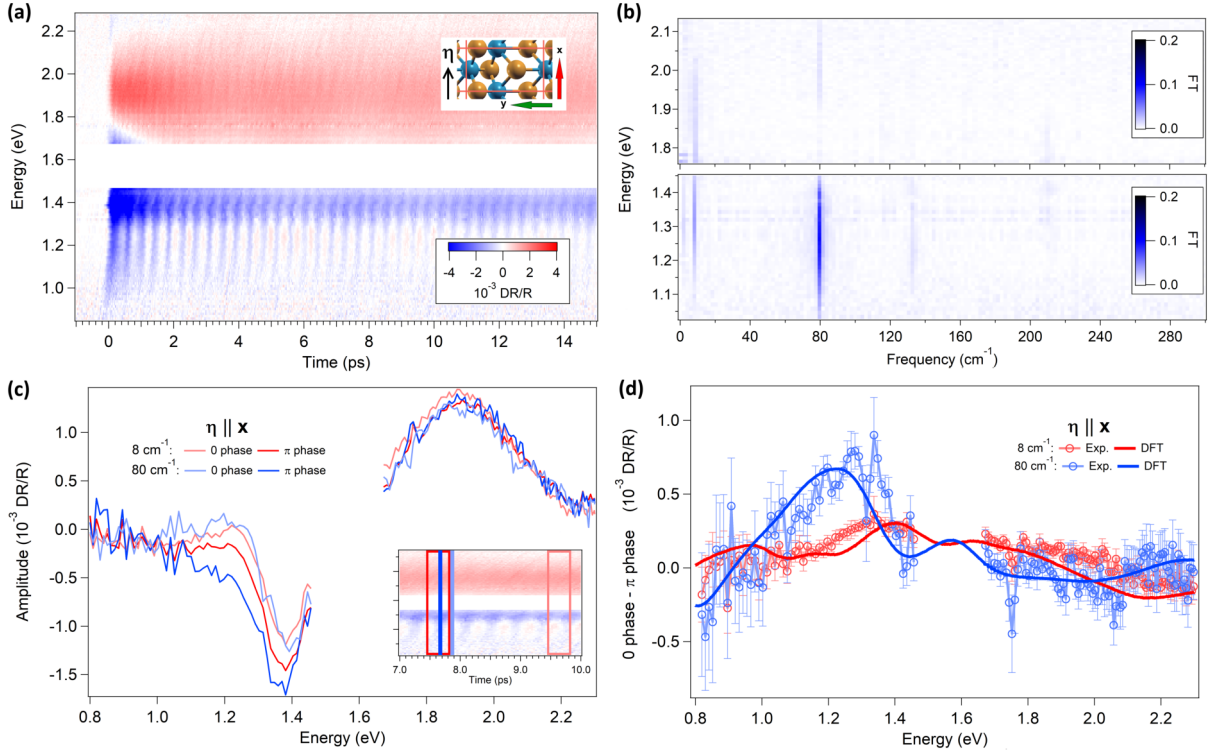 (a)
2.2
2.0
1.8
1.6
1.4
1.2
1.0
Energy (eV)
η
x
y
-4
-2
0
2
4
10⁻³ DR/R
0
2
4
6
8
10
12
14
Time (ps)
(b)
2.1
2.0
1.9
1.8
1.4
1.3
1.2
1.1
Energy (eV)
0.2
0.1
0.0
FT
0.2
0.1
0.0
FT
0
40
80
120
160
200
240
280
Frequency (cm⁻¹)
(c)
η || x
8 cm⁻¹: 0 phase π phase
80 cm⁻¹: 0 phase π phase
1.0
0.5
0.0
-0.5
-1.0
-1.5
Amplitude (10⁻³ DR/R)
7.0
8.0
9.0
10.0
Time (ps)
0.8
1.0
1.2
1.4
1.6
1.8
2.0
2.2
Energy (eV)
(d)
η || x
8 cm⁻¹: Exp. DFT
80 cm⁻¹: Exp. DFT
1.0
0.5
0.0
-0.5
0 phase - π phase (10⁻³ DR/R)
0.8
1.0
1.2
1.4
1.6
1.8
2.0
2.2
Energy (eV)